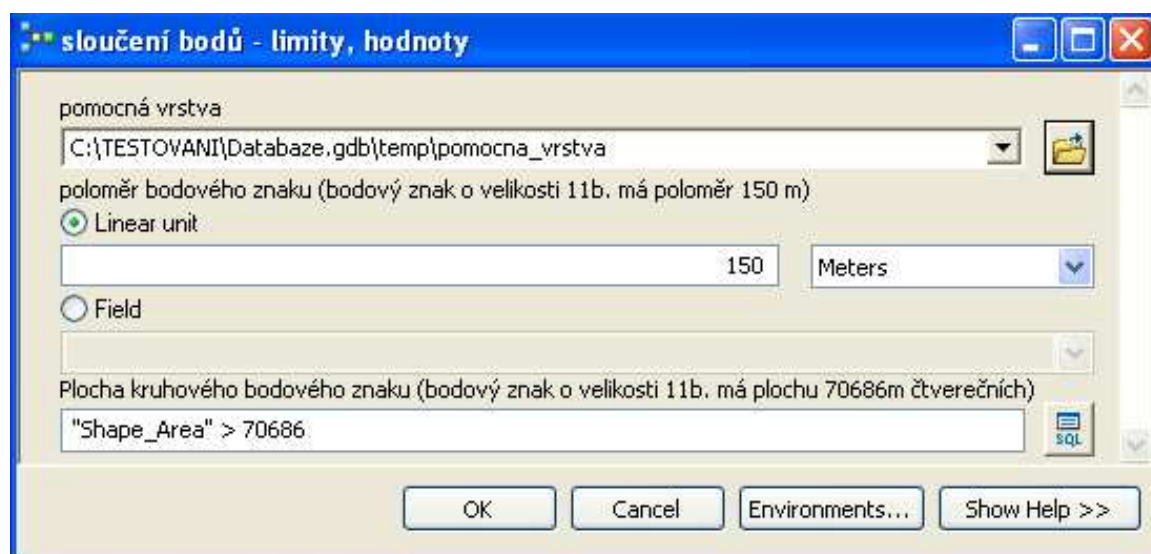 sloučení bodů - limity, hodnoty
pomocná vrstva
C:\TESTOVANI\Databaze.gdb\temp\pomocna_vrstva
poloměr bodového znaku (bodový znak o velikosti 11b. má poloměr 150 m)
Linear unit
150 Meters
Field
Plocha kruhového bodového znaku (bodový znak o velikosti 11b. má plochu 70686m čtverečních)
"Shape_Area" > 70686
SQL
OK Cancel Environments... Show Help >>